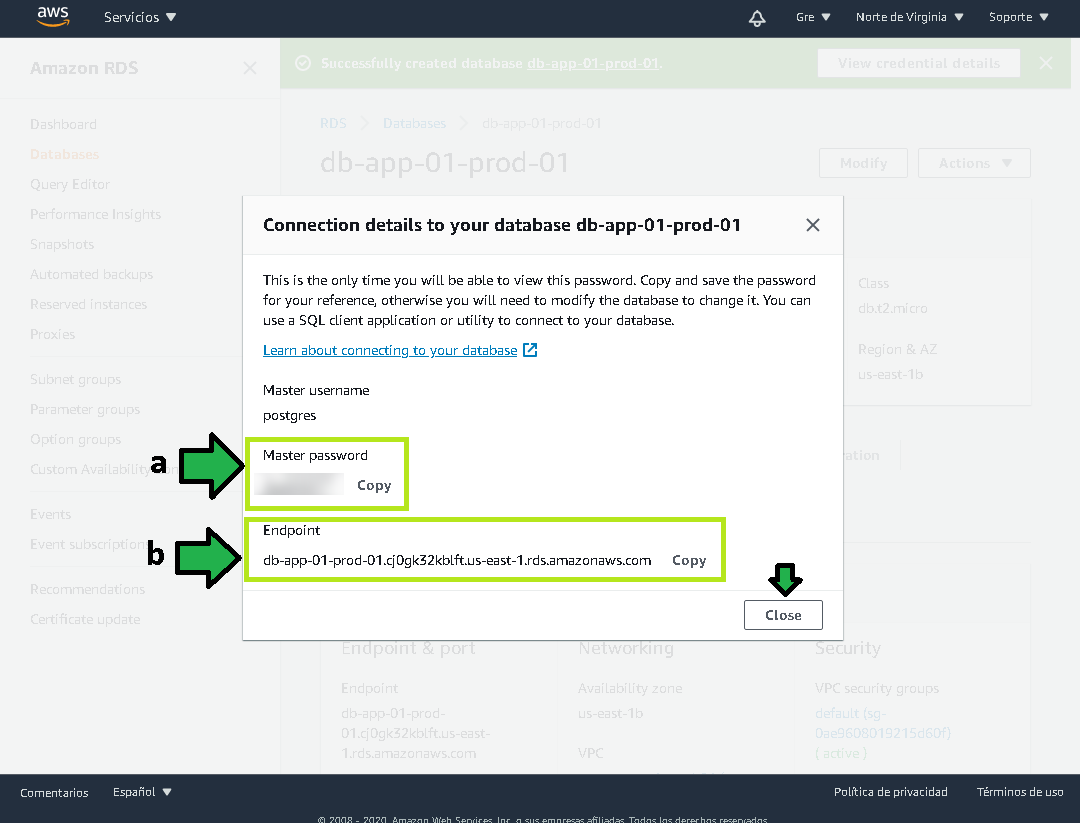 aws
Servicios
Gre
Norte de Virginia
Soporte
Amazon RDS
Successfully created database db-app-01-prod-01.
View credential details
Dashboard
Databases
Query Editor
Performance Insights
Snapshots
Automated backups
Reserved instances
Proxies
Subnet groups
Parameter groups
Option groups
Custom Availability
Events
Event subscription
Recommendations
Certificate update
RDS
Databases
db-app-01-prod-01
db-app-01-prod-01
Modify
Actions
Class
db.t2.micro
Region & AZ
us-east-1b
Connection details to your database db-app-01-prod-01
This is the only time you will be able to view this password. Copy and save the password
for your reference, otherwise you will need to modify the database to change it. You can
use a SQL client application or utility to connect to your database.
Learn about connecting to your database
Master username
postgres
a
Master password
Copy
b
Endpoint
db-app-01-prod-01.cj0gk32kblft.us-east-1.rds.amazonaws.com
Copy
Close
Endpoint & port
Endpoint
db-app-01-prod-
01.cj0gk32kblft.us-east-
1.rds.amazonaws.com
Networking
Availability zone
us-east-1b
VPC
Security
VPC security groups
default (sg-
0ae9608019215d60f)
( active )
Comentarios
Español
Política de privacidad
Términos de uso
© 2008 - 2020, Amazon Web Services, Inc. o sus empresas afiliadas. Todos los derechos reservados.